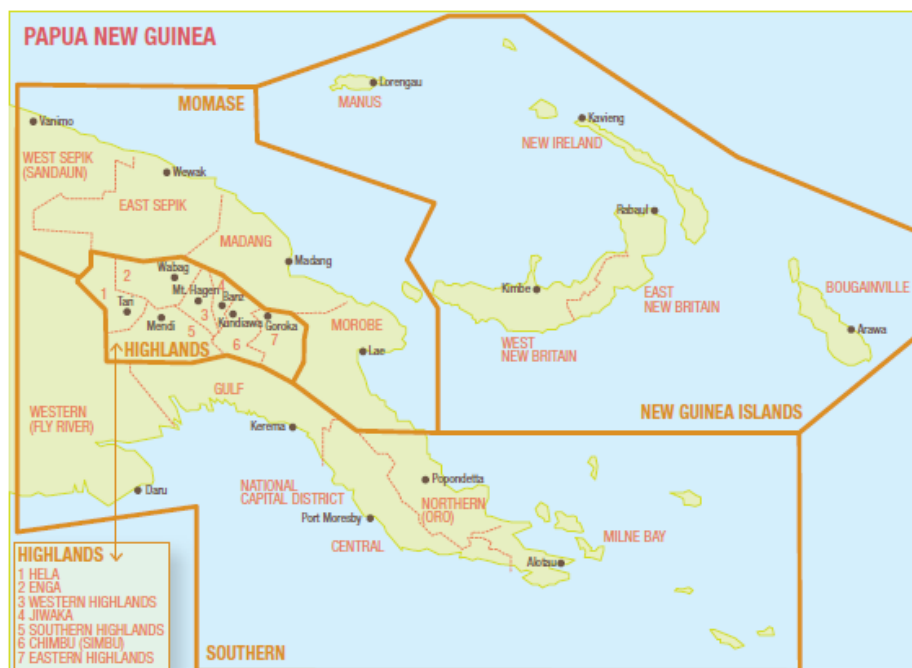 PAPUA NEW GUINEA
MOMASE
Lorengau
MANUS
Kavieng
NEW IRELAND
Vanimo
WEST SEPIK
(SANDAUN)
Wewak
EAST SEPIK
MADANG
Madang
Rabaul
Kimbe
EAST
NEW BRITAIN
WEST
NEW BRITAIN
BOUGAINVILLE
Arawa
1
2
Wabag
Tari
Mt. Hagen
4
Banz
3
Kundiawa
Mendi
5
6
Goroka
7
HIGHLANDS
MOROBE
Lae
NEW GUINEA ISLANDS
GULF
WESTERN
(FLY RIVER)
Kerema
Daru
NATIONAL
CAPITAL DISTRICT
Port Moresby
CENTRAL
Popondetta
NORTHERN
(ORO)
MILNE BAY
Alotau
HIGHLANDS
1 HELA
2 ENGA
3 WESTERN HIGHLANDS
4 JIWAKA
5 SOUTHERN HIGHLANDS
6 CHIMBU (SIMBU)
7 EASTERN HIGHLANDS
SOUTHERN